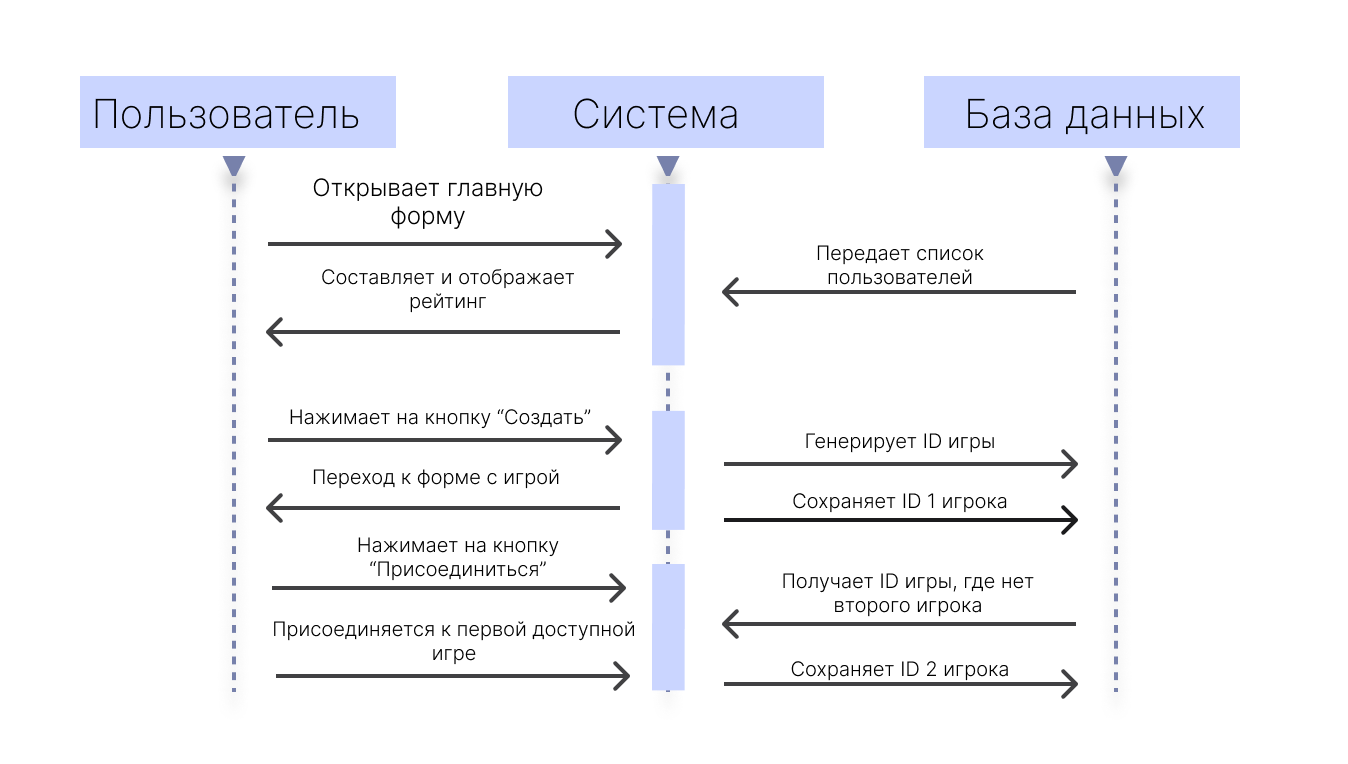 Пользователь
Система
База данных
Открывает главную
форму
Передает список
пользователей
Составляет и отображает
рейтинг
Нажимает на кнопку “Создать”
Генерирует ID игры
Переход к форме с игрой
Сохраняет ID 1 игрока
Нажимает на кнопку
“Присоединиться”
Получает ID игры, где нет
второго игрока
Присоединяется к первой доступной
игре
Сохраняет ID 2 игрока